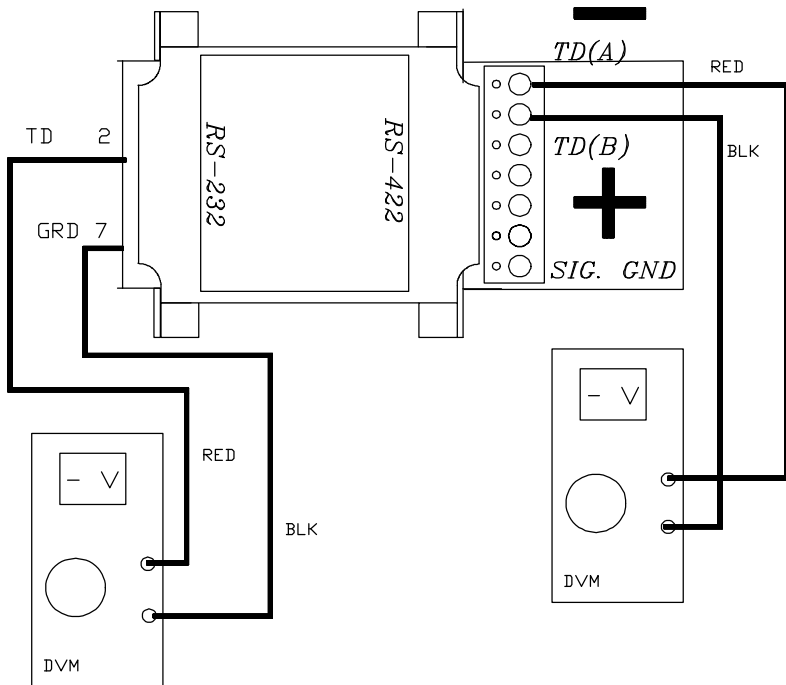 TD(A)
RED
TD 2
RS-232
RS-422
TD(B)
BLK
GRD 7
SIG. GND
- V
RED
- V
BLK
DVM
DVM